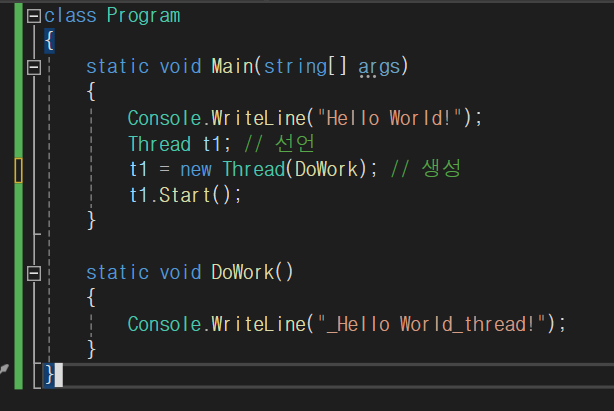 class Program
{
static void Main(string[] args)
{
Console.WriteLine("Hello World!");
Thread t1; // 선언
t1 = new Thread(DoWork); // 생성
t1.Start();
}
static void DoWork()
{
Console.WriteLine("_Hello World_thread!");
}
}